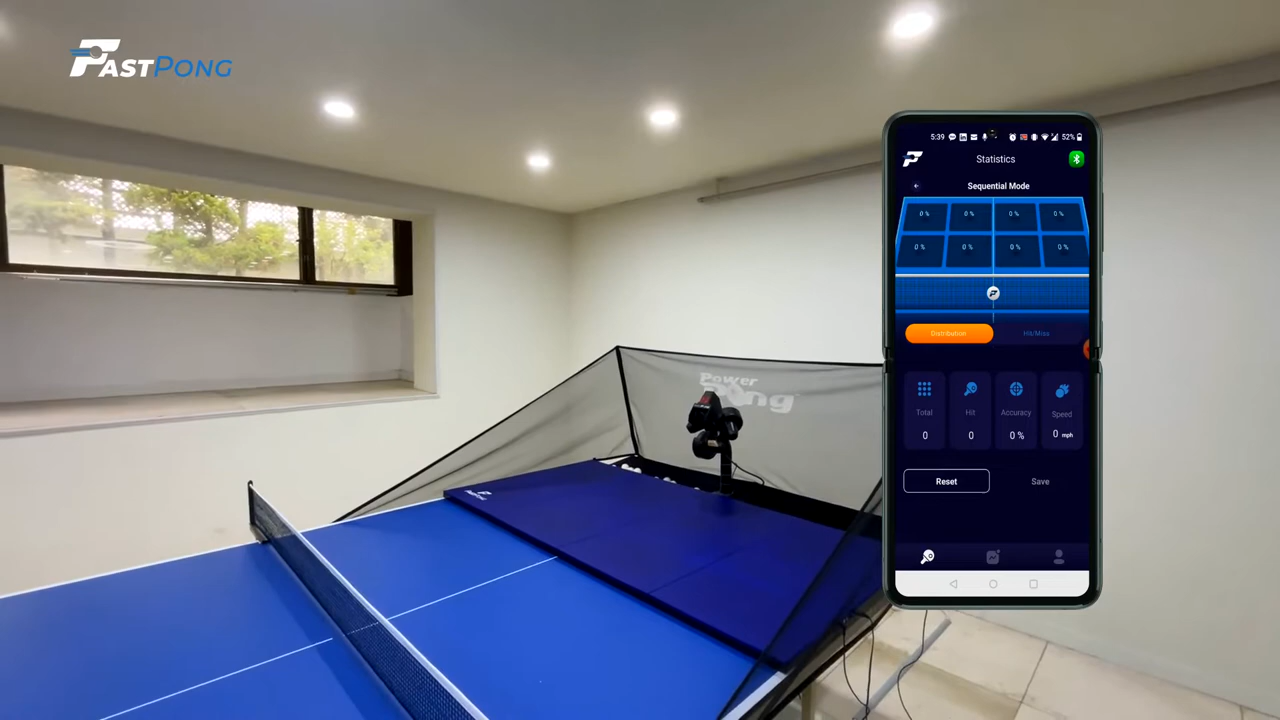 FASTPONG
5:39
52%
Statistics
Sequential Mode
0 % 0 % 0 % 0 %
0 % 0 % 0 % 0 %
Distribution Hit/Miss
Total Hit Accuracy Speed
0 0 0 % 0 mph
Reset Save
Power
Pong